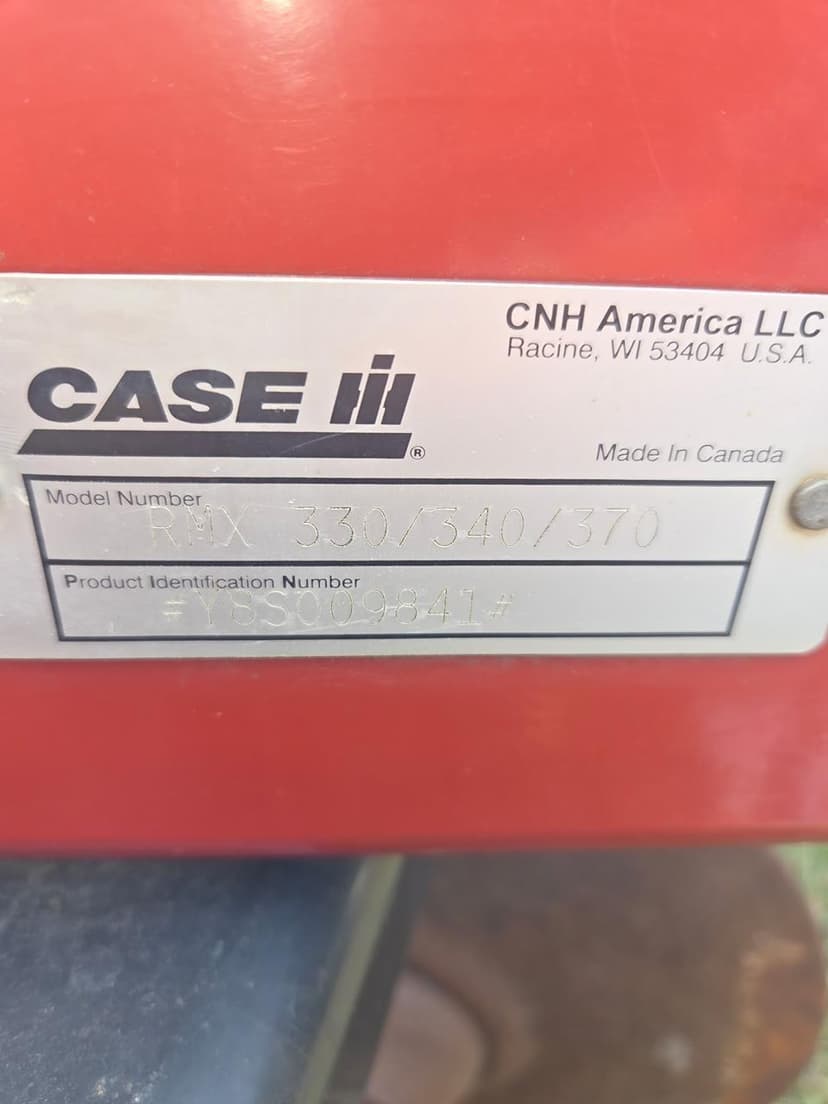 CNH America LLC
Racine, WI 53404 U.S.A.
CASE IH
®
Made In Canada
Model Number
RMX 330/340/370
Product Identification Number
#Y8S009841#